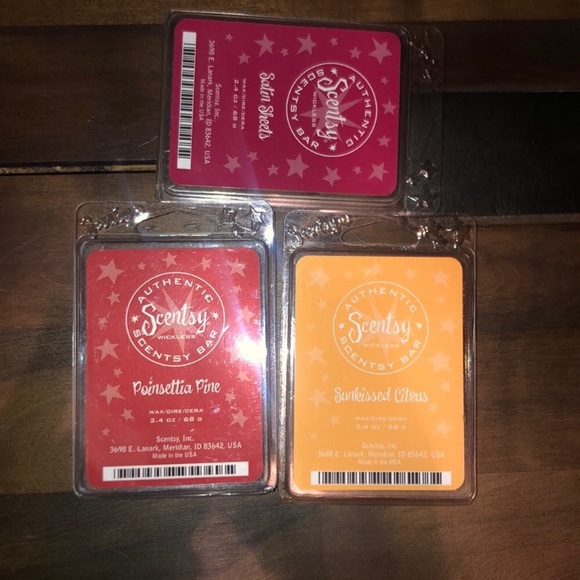 AUTHENTIC
Scentsy
WICKLESS
SCENTSY BAR
Satin Sheets
WAX/CIRE/CERA
2.4 oz / 68 g
Scentsy, Inc.
3698 E. Lanark, Meridian, ID 83642, USA
Made in the USA
AUTHENTIC
Scentsy
WICKLESS
SCENTSY BAR
Poinsettia Pine
WAX/CIRE/CERA
2.4 oz / 68 g
Scentsy, Inc.
3698 E. Lanark, Meridian, ID 83642, USA
Made in the USA
AUTHENTIC
Scentsy
WICKLESS
SCENTSY BAR
Sunkissed Citrus
WAX/CIRE/CERA
2.4 oz / 68 g
Scentsy, Inc.
3698 E. Lanark, Meridian, ID 83642, USA
Made in the USA